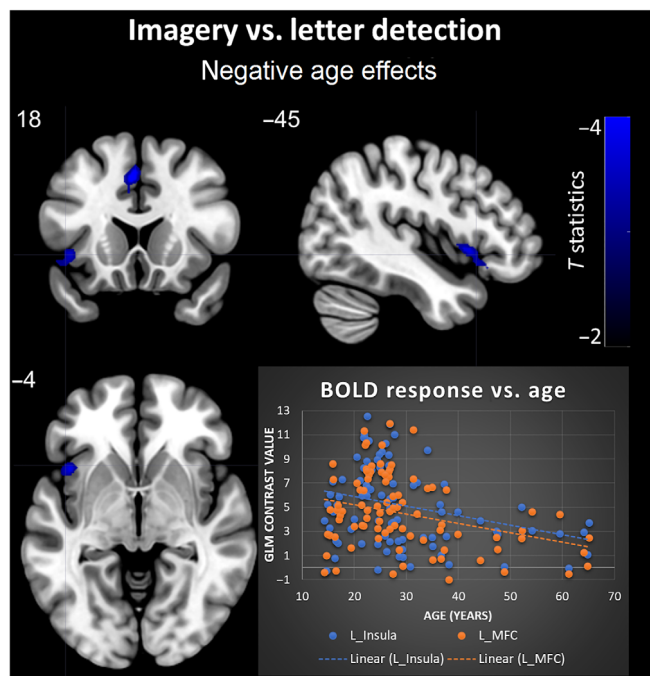 Imagery vs. letter detection
Negative age effects
18
–45
–4
T statistics
–2
–4
BOLD response vs. age
GLM CONTRAST VALUE
13
11
9
7
5
3
1
–1
10 20 30 40 50 60 70
AGE (YEARS)
L_Insula L_MFC
Linear (L_Insula) Linear (L_MFC)